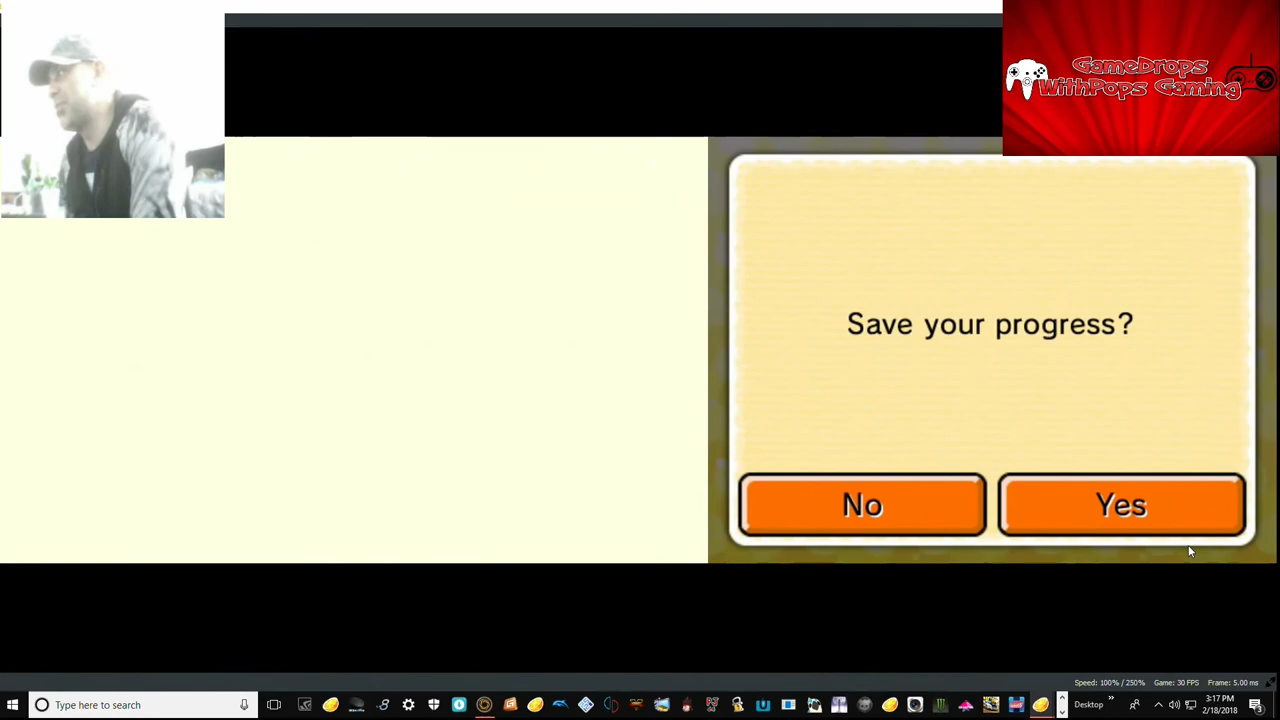 GameDrops
WithPops Gaming
Save your progress?
No
Yes
Speed: 100% / 250% Game: 30 FPS Frame: 5.00 ms
Type here to search
Desktop
3:17 PM
2/18/2018